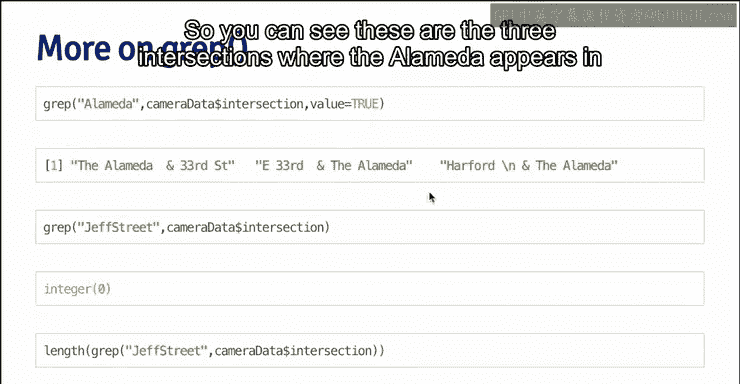 So you can see these are the three
More on grep()
intersections where the Alameda appears in
grep("Alameda",cameraData$intersection,value=TRUE)
[1] "The Alameda  & 33rd St"   "E 33rd  & The Alameda"    "Harford \n & The Alameda"
grep("JeffStreet",cameraData$intersection)
integer(0)
length(grep("JeffStreet",cameraData$intersection))